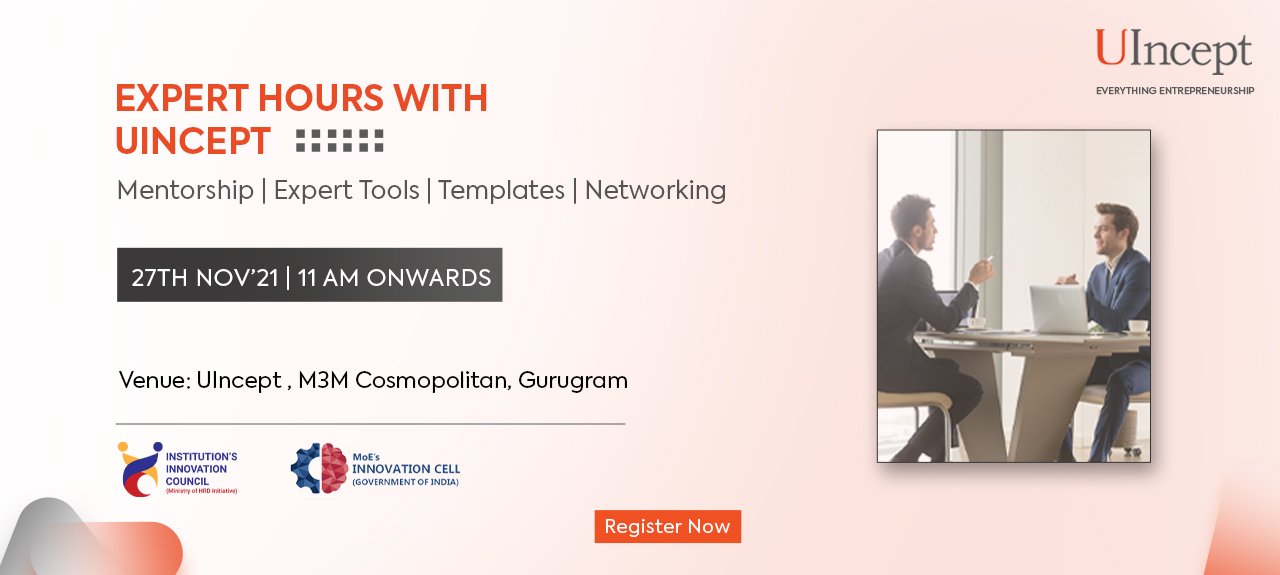 UIncept
EVERYTHING ENTREPRENEURSHIP
EXPERT HOURS WITH
UINCEPT
Mentorship | Expert Tools | Templates | Networking
27TH NOV'21 | 11 AM ONWARDS
Venue: UIncept , M3M Cosmopolitan, Gurugram
INSTITUTION'S
INNOVATION
COUNCIL
(Ministry of HRD Initiative)
MoE's
INNOVATION CELL
(GOVERNMENT OF INDIA)
Register Now